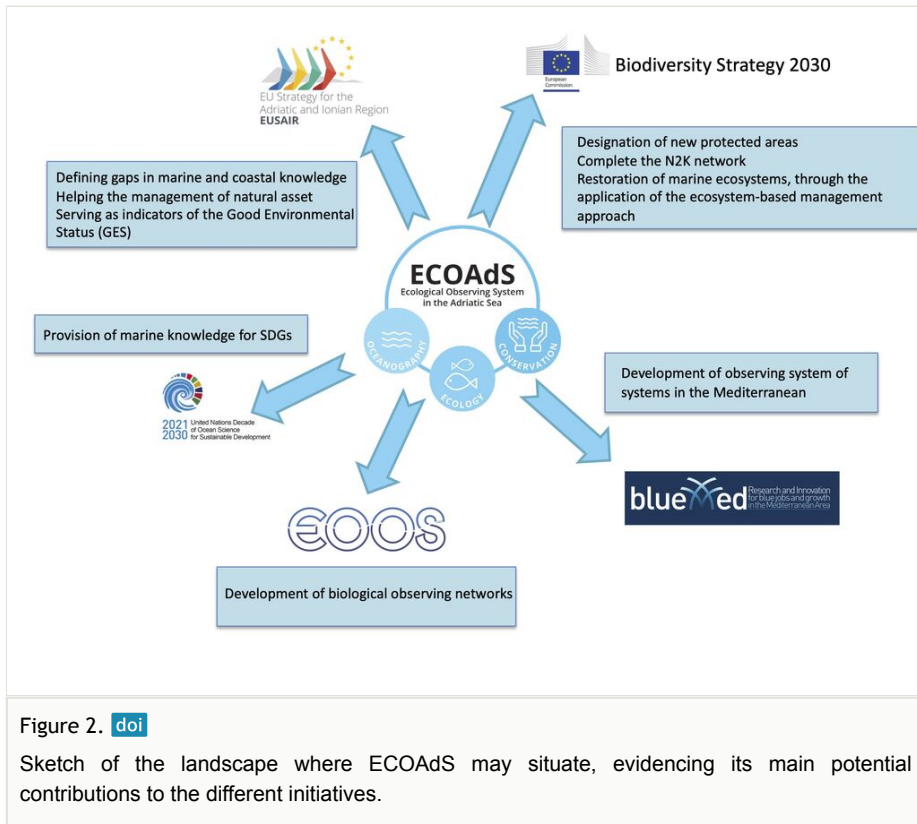 EU Strategy for the
Adriatic and Ionian Region
EUSAIR
European
Commission
Biodiversity Strategy 2030
Defining gaps in marine and coastal knowledge
Helping the management of natural asset
Serving as indicators of the Good Environmental
Status (GES)
Designation of new protected areas
Complete the N2K network
Restoration of marine ecosystems, through the
application of the ecosystem-based management
approach
ECOAdS
Ecological Observing System
in the Adriatic Sea
OCEANOGRAPHY
ECOLOGY
CONSERVATION
Provision of marine knowledge for SDGs
2021 United Nations Decade
of Ocean Science
2030 for Sustainable Development
Development of observing system of
systems in the Mediterranean
bluemed Research and Innovation
for blue jobs and growth
in the Mediterranean Area
EOOS
Development of biological observing networks
Figure 2. doi
Sketch of the landscape where ECOAdS may situate, evidencing its main potential
contributions to the different initiatives.